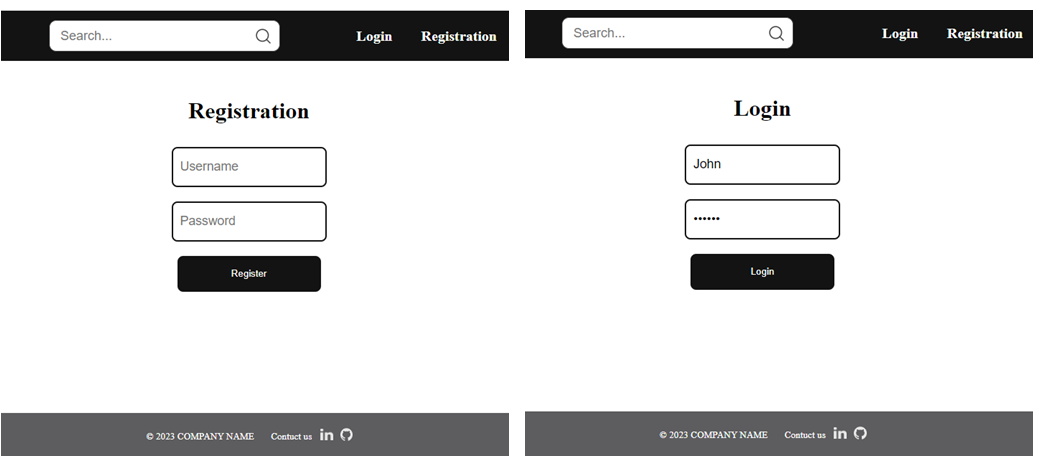 Search... Login Registration
Registration
Username
Password
Register
© 2023 COMPANY NAME Contuct us in
Search... Login Registration
Login
John
••••••
Login
© 2023 COMPANY NAME Contuct us in